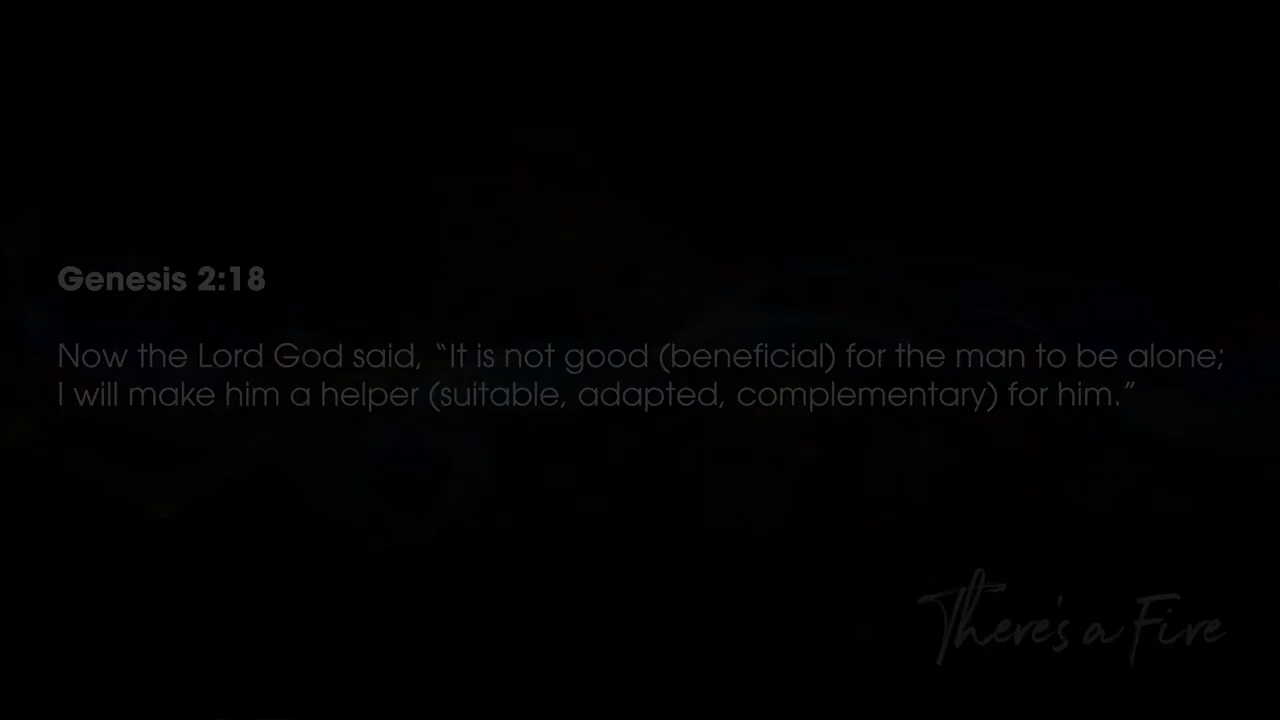 Genesis 2:18
Now the Lord God said, “It is not good (beneficial) for the man to be alone;
I will make him a helper (suitable, adapted, complementary) for him.”
There's a Fire